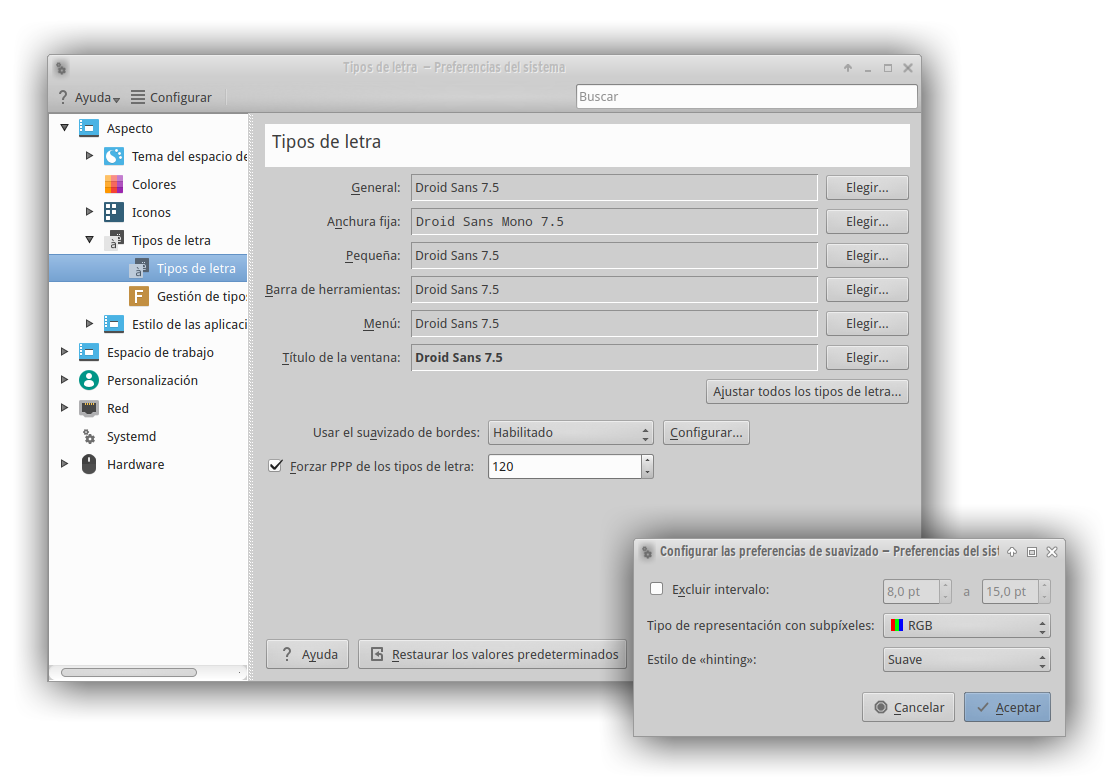 Tipos de letra – Preferencias del sistema
? Ayuda Configurar
Buscar
Aspecto
Tema del espacio de
Colores
Iconos
Tipos de letra
Tipos de letra
Gestión de tipo
Estilo de las aplicaci
Espacio de trabajo
Personalización
Red
Systemd
Hardware
Tipos de letra
General: Droid Sans 7.5 Elegir...
Anchura fija: Droid Sans Mono 7.5 Elegir...
Pequeña: Droid Sans 7.5 Elegir...
Barra de herramientas: Droid Sans 7.5 Elegir...
Menú: Droid Sans 7.5 Elegir...
Título de la ventana: Droid Sans 7.5 Elegir...
Ajustar todos los tipos de letra...
Usar el suavizado de bordes: Habilitado Configurar...
Forzar PPP de los tipos de letra: 120
? Ayuda Restaurar los valores predeterminados
Configurar las preferencias de suavizado – Preferencias del sist
Excluir intervalo: 8,0 pt a 15,0 pt
Tipo de representación con subpíxeles: RGB
Estilo de «hinting»: Suave
Cancelar Aceptar